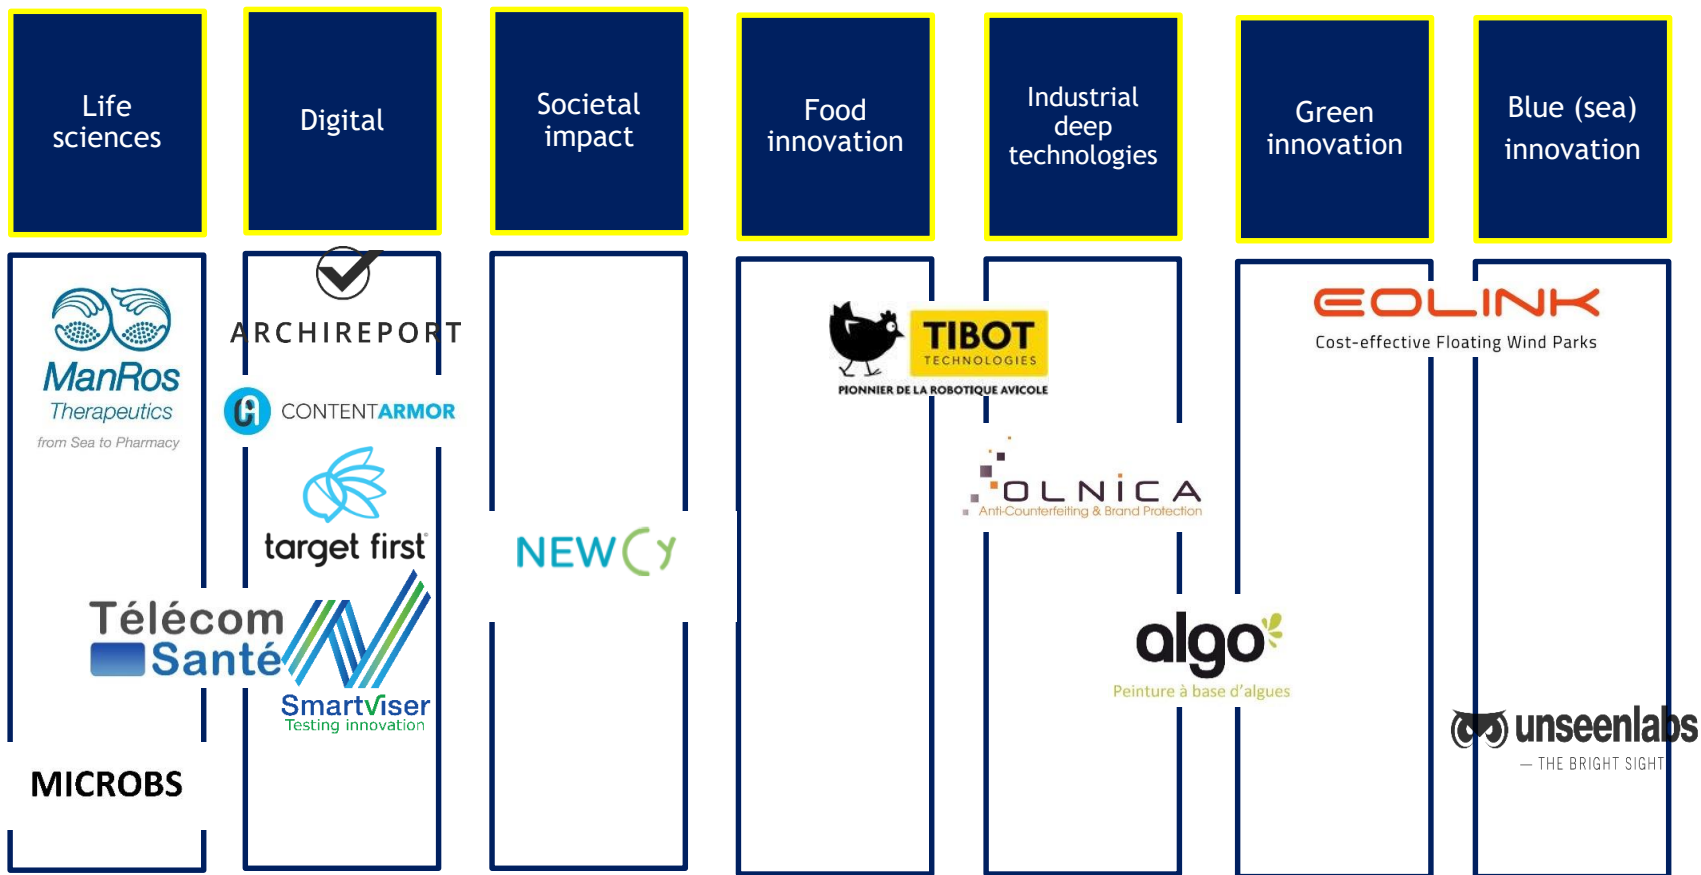 Life
sciences
Digital
Societal
impact
Food
innovation
Industrial
deep
technologies
Green
innovation
Blue (sea)
innovation
ManRos
Therapeutics
from Sea to Pharmacy
Télécom
Santé
MICROBS
ARCHIREPORT
CONTENTARMOR
target first
Smartviser
Testing innovation
NEWCy
TIBOT
TECHNOLOGIES
PIONNIER DE LA ROBOTIQUE AVICOLE
OLNiCA
Anti-Counterfeiting & Brand Protection
algo
Peinture à base d'algues
EOLINK
Cost-effective Floating Wind Parks
unseenlabs
— THE BRIGHT SIGHT